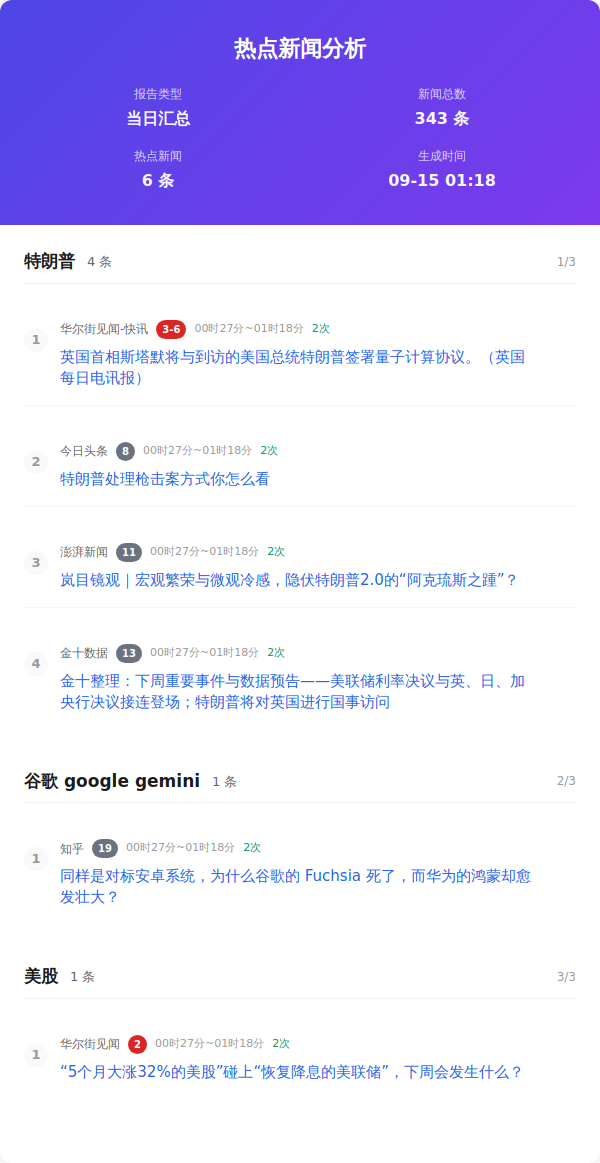 热点新闻分析
报告类型
新闻总数
当日汇总
343 条
热点新闻
生成时间
6 条
09-15 01:18
特朗普 4 条 1/3
1
华尔街见闻-快讯 3-6 00时27分~01时18分 2次
英国首相斯塔默将与到访的美国总统特朗普签署量子计算协议。（英国
每日电讯报）
2
今日头条 8 00时27分~01时18分 2次
特朗普处理枪击案方式你怎么看
3
澎湃新闻 11 00时27分~01时18分 2次
岚目镜观｜宏观繁荣与微观冷感，隐伏特朗普2.0的“阿克琉斯之踵”？
4
金十数据 13 00时27分~01时18分 2次
金十整理：下周重要事件与数据预告——美联储利率决议与英、日、加
央行决议接连登场；特朗普将对英国进行国事访问
谷歌 google gemini 1 条 2/3
1
知乎 19 00时27分~01时18分 2次
同样是对标安卓系统，为什么谷歌的 Fuchsia 死了，而华为的鸿蒙却愈
发壮大？
美股 1 条 3/3
1
华尔街见闻 2 00时27分~01时18分 2次
“5个月大涨32%的美股”碰上“恢复降息的美联储”，下周会发生什么？